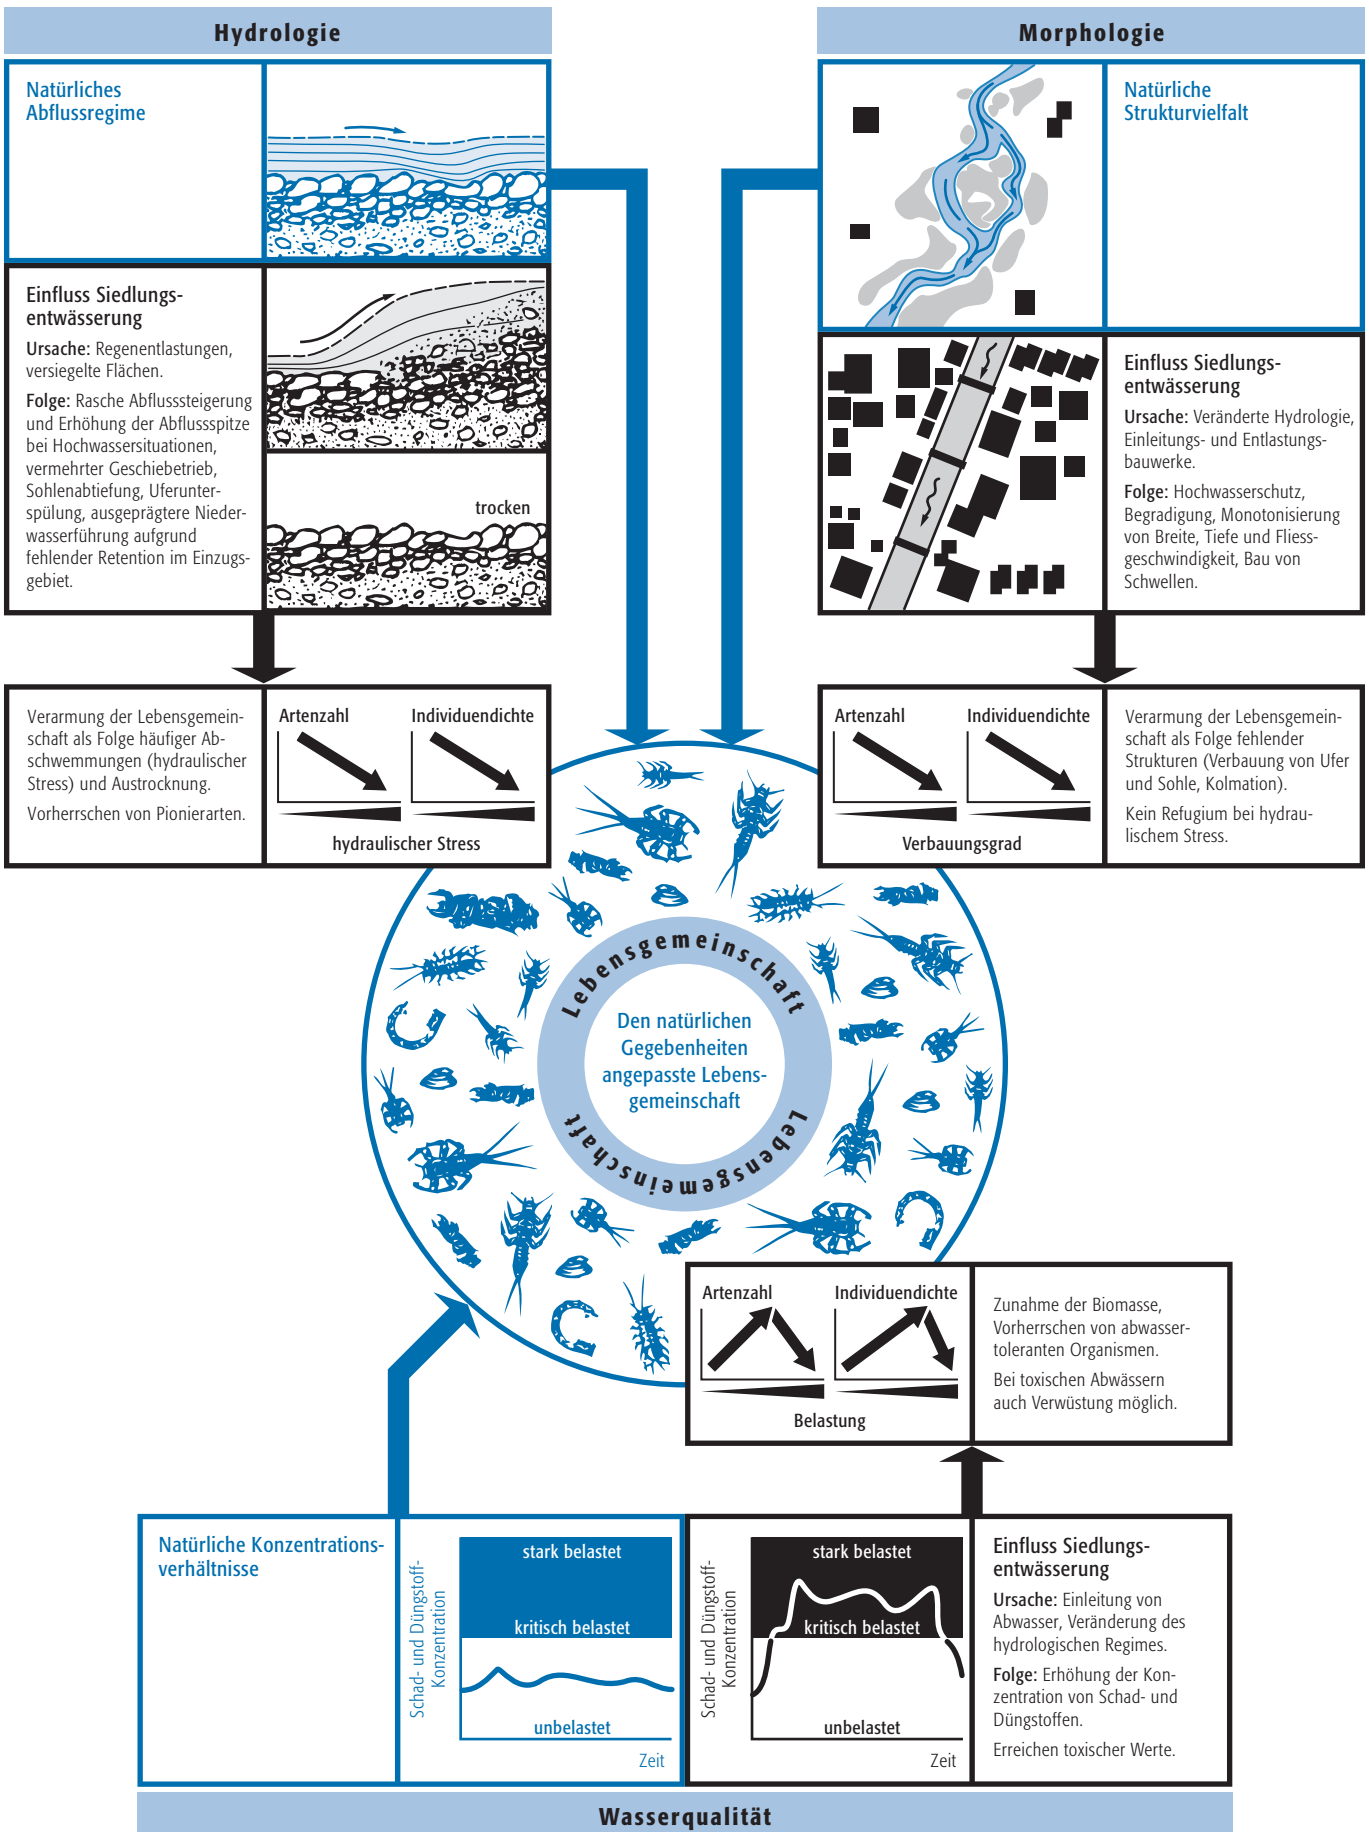 Hydrologie
Natürliches
Abflussregime
Einfluss Siedlungs-
entwässerung
Ursache: Regenentlastungen,
versiegelte Flächen.
Folge: Rasche Abflusssteigerung
und Erhöhung der Abflussspitze
bei Hochwassersituationen,
vermehrter Geschiebetrieb,
Sohlenabtiefung, Uferunter-
spülung, ausgeprägtere Nieder-
wasserführung aufgrund
fehlender Retention im Einzugs-
gebiet.
trocken
Verarmung der Lebensgemein-
schaft als Folge häufiger Ab-
schwemmungen (hydraulischer
Stress) und Austrocknung.
Vorherrschen von Pionierarten.
Artenzahl
Individuendichte
hydraulischer Stress
Morphologie
Natürliche
Strukturvielfalt
Einfluss Siedlungs-
entwässerung
Ursache: Veränderte Hydrologie,
Einleitungs- und Entlastungs-
bauwerke.
Folge: Hochwasserschutz,
Begradigung, Monotonisierung
von Breite, Tiefe und Fliess-
geschwindigkeit, Bau von
Schwellen.
Artenzahl
Individuendichte
Verbauungsgrad
Verarmung der Lebensgemein-
schaft als Folge fehlender
Strukturen (Verbauung von Ufer
und Sohle, Kolmation).
Kein Refugium bei hydrau-
lischem Stress.
Lebensgemeinschaft
Den natürlichen
Gegebenheiten
angepasste Lebens-
gemeinschaft
Lebensgemeinschaft
Artenzahl
Individuendichte
Belastung
Zunahme der Biomasse,
Vorherrschen von abwasser-
toleranten Organismen.
Bei toxischen Abwässern
auch Verwüstung möglich.
Natürliche Konzentrations-
verhältnisse
Schad- und Düngstoff-
Konzentration
stark belastet
kritisch belastet
unbelastet
Zeit
Schad- und Düngstoff-
Konzentration
stark belastet
kritisch belastet
unbelastet
Zeit
Einfluss Siedlungs-
entwässerung
Ursache: Einleitung von
Abwasser, Veränderung des
hydrologischen Regimes.
Folge: Erhöhung der Kon-
zentration von Schad- und
Düngstoffen.
Erreichen toxischer Werte.
Wasserqualität